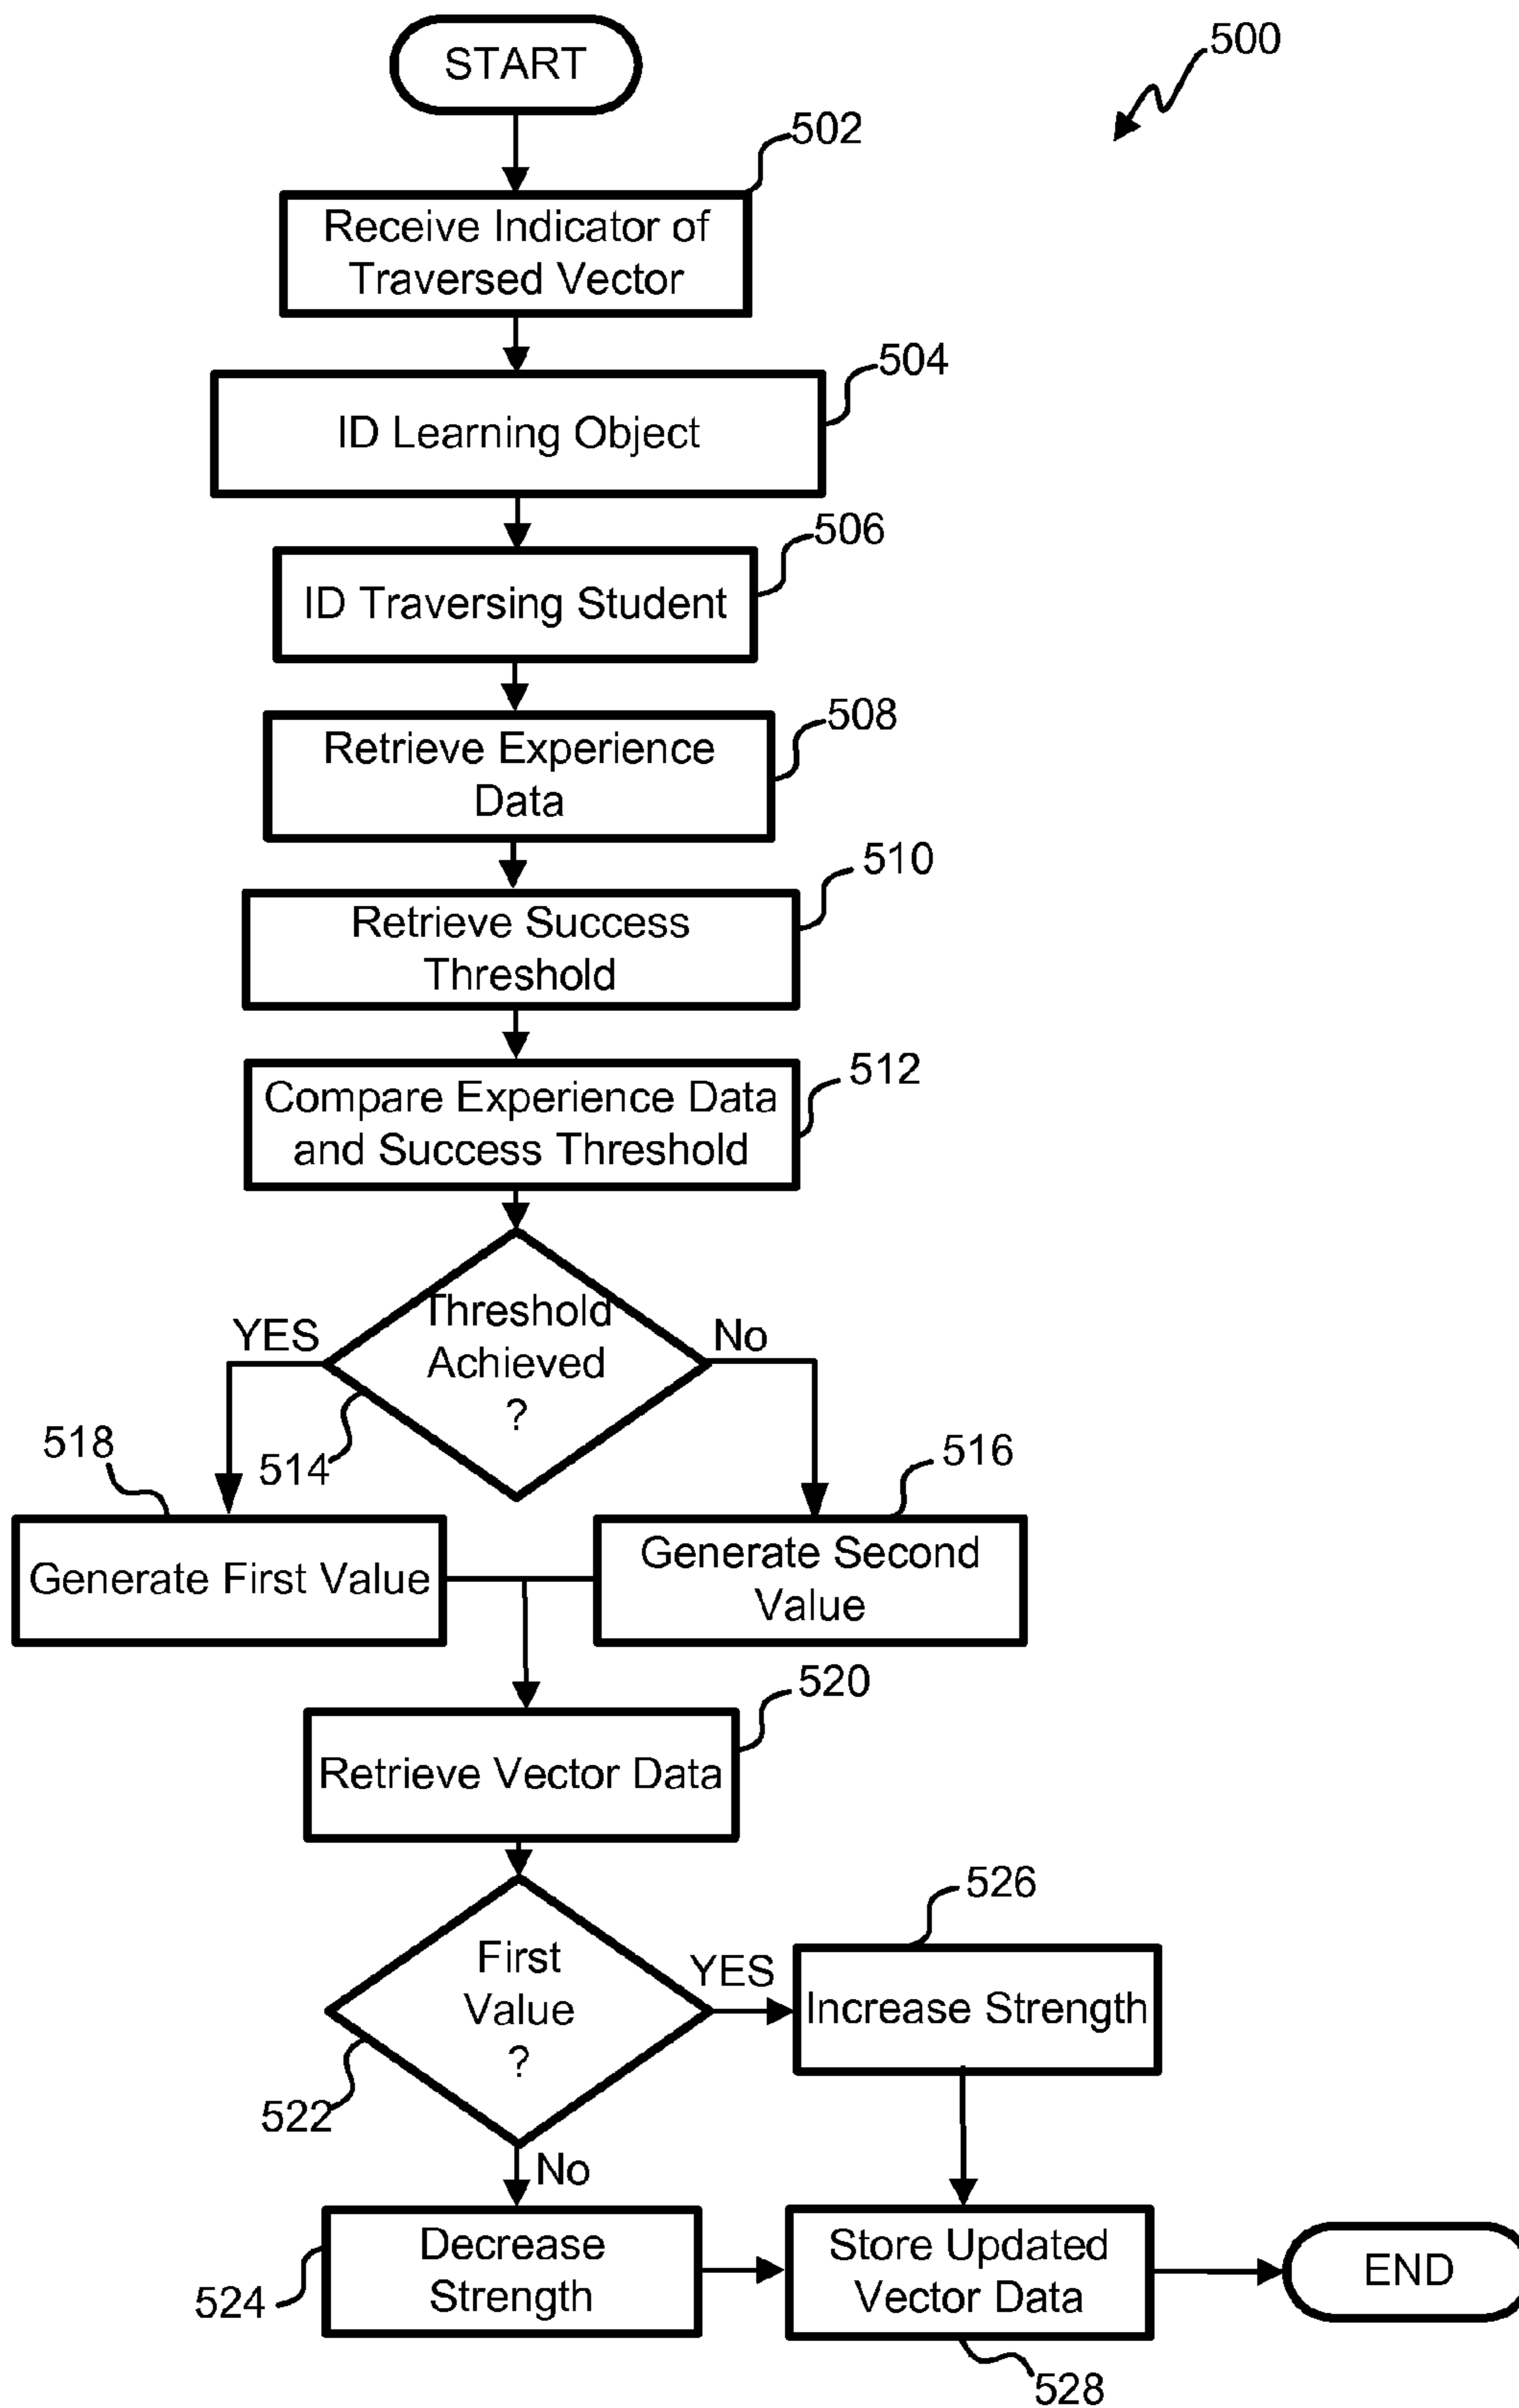 START
500
502
Receive Indicator of
Traversed Vector
504
ID Learning Object
506
ID Traversing Student
508
Retrieve Experience
Data
510
Retrieve Success
Threshold
512
Compare Experience Data
and Success Threshold
YES
Threshold
Achieved
?
No
514
518
516
Generate First Value
Generate Second
Value
520
Retrieve Vector Data
526
First
Value
?
YES
Increase Strength
522
No
Decrease
Strength
524
Store Updated
Vector Data
END
528